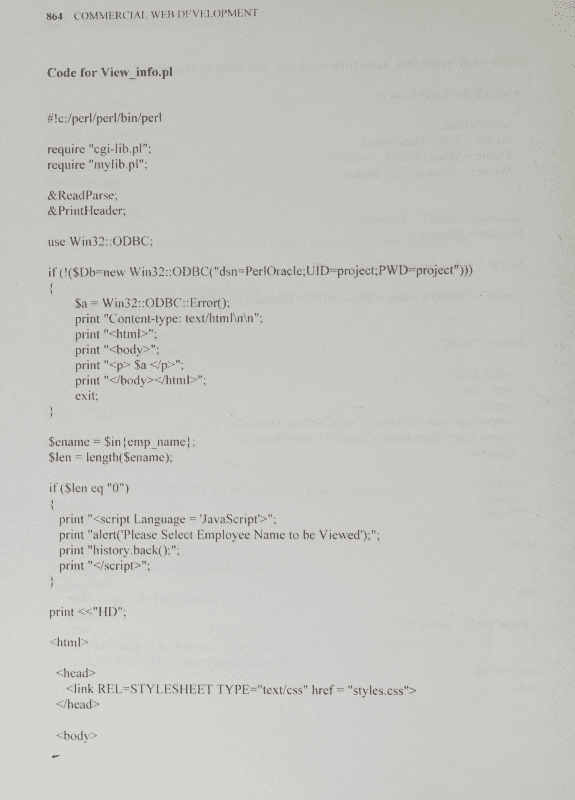 864 COMMERCIAL WEB DEVELOPMENT
Code for View_info.pl
#!c:/perl/perl/bin/perl
require "cgi-lib.pl";
require "mylib.pl";
&ReadParse;
&PrintHeader;
use Win32::ODBC;
if (!($Db=new Win32::ODBC("dsn=PerlOracle;UID=project;PWD=project")))
{
$a = Win32::ODBC::Error();
print "Content-type: text/html\n\n";
print "<html>";
print "<body>";
print "<p> $a </p>";
print "</body></html>";
exit;
}
$ename = $in{emp_name};
$len = length($ename);
if ($len eq "0")
{
print "<script Language = 'JavaScript'>";
print "alert('Please Select Employee Name to be Viewed');";
print "history.back();";
print "</script>";
}
print <<"HD";
<html>
<head>
<link REL=STYLESHEET TYPE="text/css" href = "styles.css">
</head>
<body>